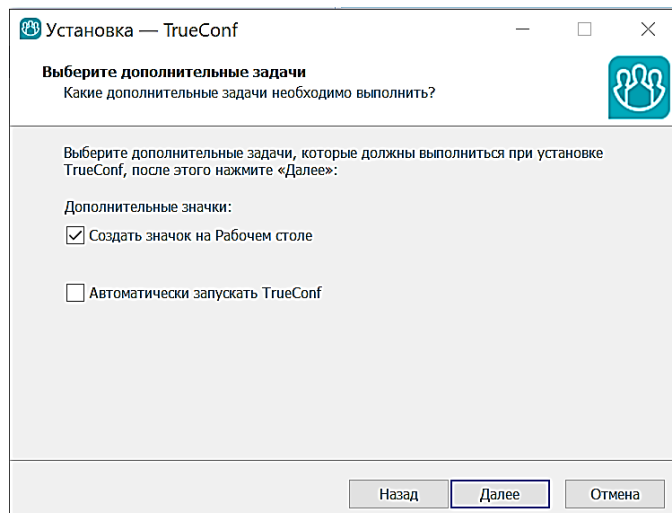 Установка — TrueConf
Выберите дополнительные задачи
Какие дополнительные задачи необходимо выполнить?
Выберите дополнительные задачи, которые должны выполниться при установке
TrueConf, после этого нажмите «Далее»:
Дополнительные значки:
Создать значок на Рабочем столе
Автоматически запускать TrueConf
Назад
Далее
Отмена